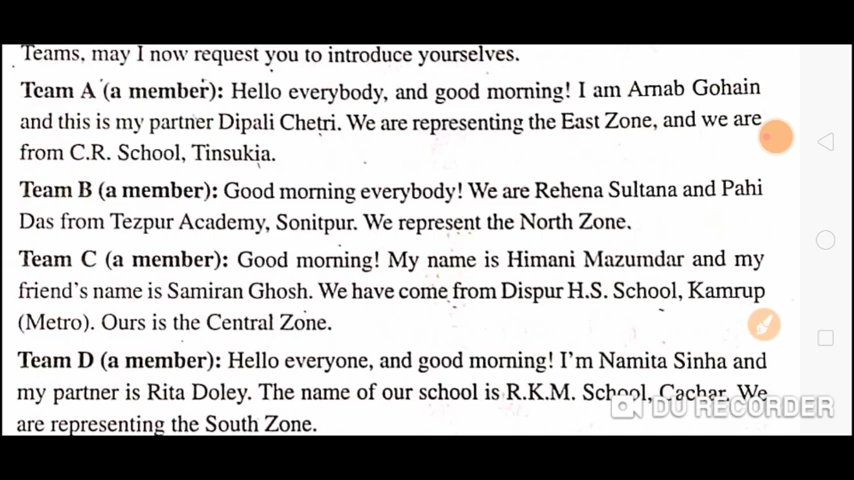 Teams, may I now request you to introduce yourselves.
Team A (a member): Hello everybody, and good morning! I am Arnab Gohain
and this is my partner Dipali Chetri. We are representing the East Zone, and we are
from C.R. School, Tinsukia.
Team B (a member): Good morning everybody! We are Rehena Sultana and Pahi
Das from Tezpur Academy, Sonitpur. We represent the North Zone.
Team C (a member): Good morning! My name is Himani Mazumdar and my
friend's name is Samiran Ghosh. We have come from Dispur H.S. School, Kamrup
(Metro). Ours is the Central Zone.
Team D (a member): Hello everyone, and good morning! I'm Namita Sinha and
my partner is Rita Doley. The name of our school is R.K.M. School, Cachar. We
are representing the South Zone.
DU RECORDER